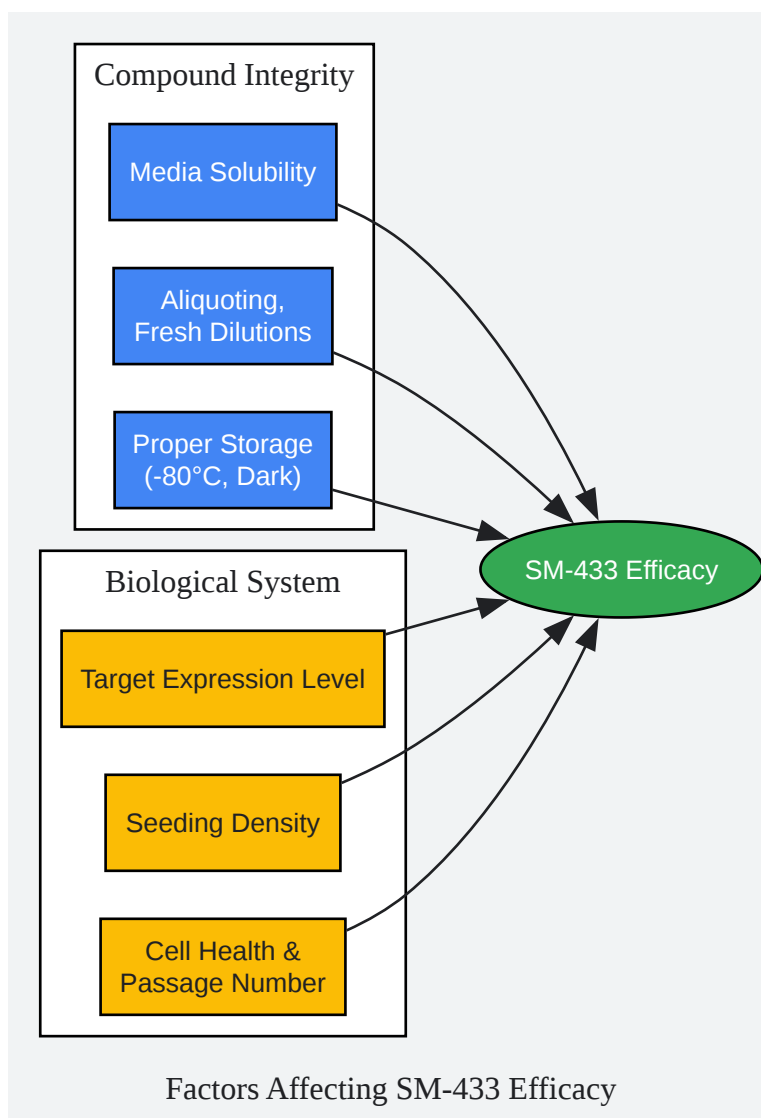 Compound Integrity
Media Solubility
Aliquoting,
Fresh Dilutions
Proper Storage
(-80°C, Dark)
SM-433 Efficacy
Biological System
Target Expression Level
Seeding Density
Cell Health &
Passage Number
Factors Affecting SM-433 Efficacy